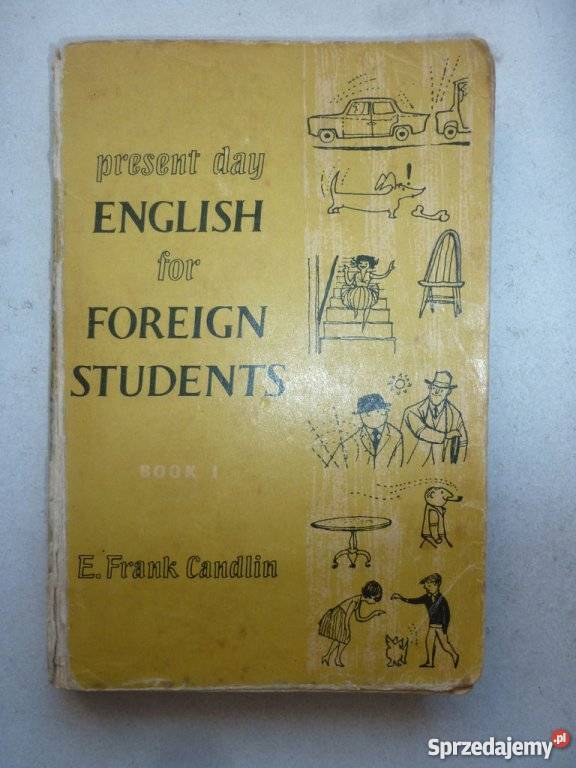 present day
ENGLISH
for
FOREIGN
STUDENTS
BOOK I
E. Frank Candlin
Sprzedajemy.pl